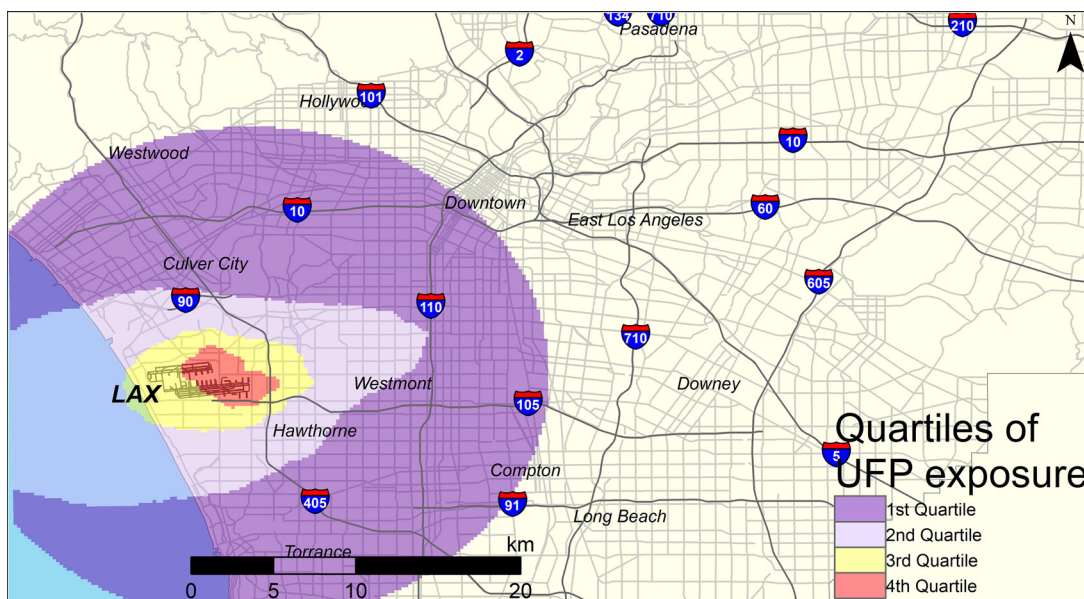 134
710
210
N
Pasadena
2
101
Hollywood
10
Westwood
10
Downtown
60
East Los Angeles
Culver City
605
90
110
710
LAX
Westmont
Downey
105
Hawthorne
Quartiles of
UFP exposure
5
Compton
405
91
Long Beach
1st Quartile
2nd Quartile
3rd Quartile
4th Quartile
Torrance
km
0 5 10 20